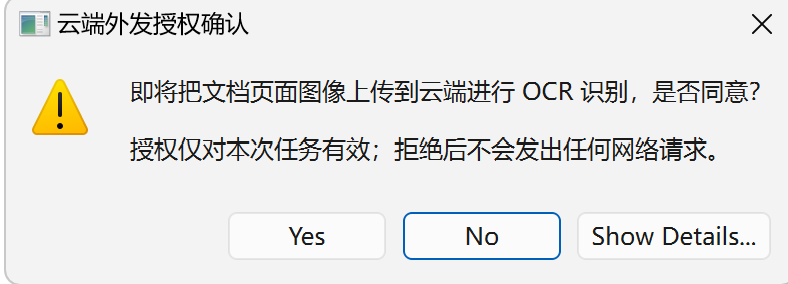 云端外发授权确认
即将把文档页面图像上传到云端进行 OCR 识别，是否同意？
授权仅对本次任务有效；拒绝后不会发出任何网络请求。
Yes
No
Show Details...